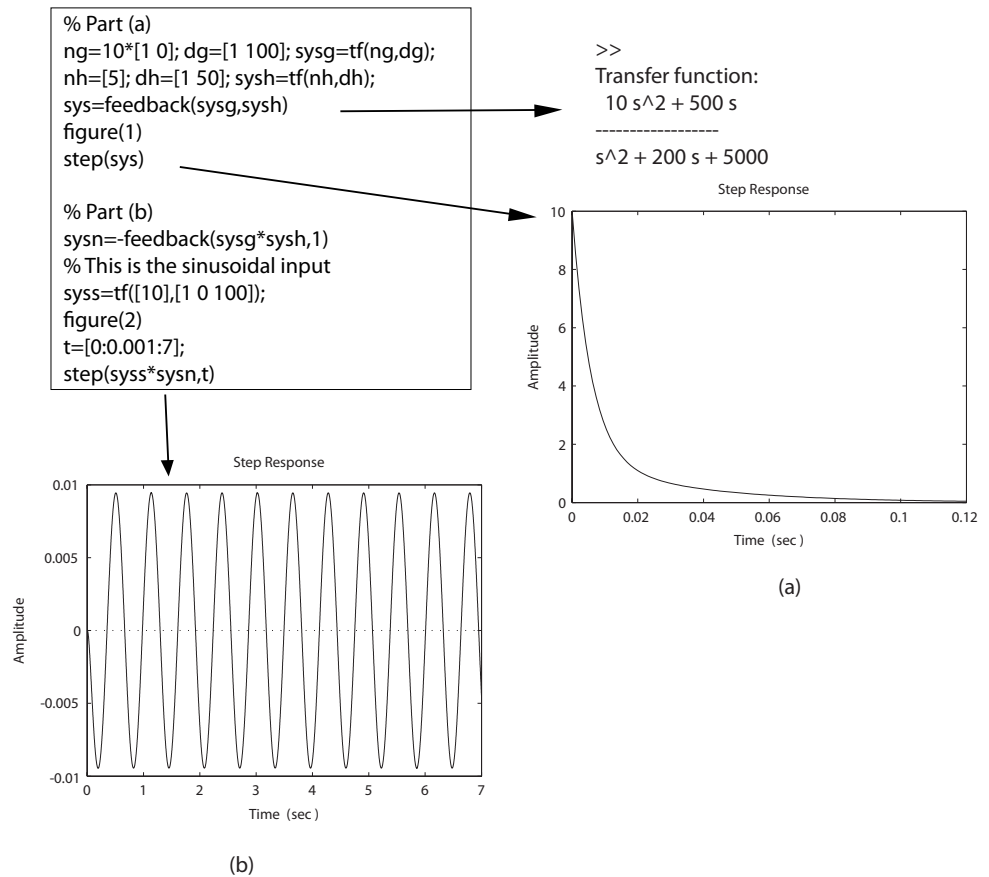 % Part (a)
ng=10*[1 0]; dg=[1 100]; sysg=tf(ng,dg);
nh=[5]; dh=[1 50]; sysh=tf(nh,dh);
sys=feedback(sysg,sysh)
figure(1)
step(sys)
% Part (b)
sysn=-feedback(sysg*sysh,1)
% This is the sinusoidal input
syss=tf([10],[1 0 100]);
figure(2)
t=[0:0.001:7];
step(syss*sysn,t)
>>
Transfer function:
10 s^2 + 500 s
------------------
s^2 + 200 s + 5000
Step Response
10
8
6
4
2
0
Amplitude
0 0.02 0.04 0.06 0.08 0.1 0.12
Time (sec )
(a)
Step Response
0.01
0.005
0
-0.005
-0.01
Amplitude
0 1 2 3 4 5 6 7
Time (sec )
(b)